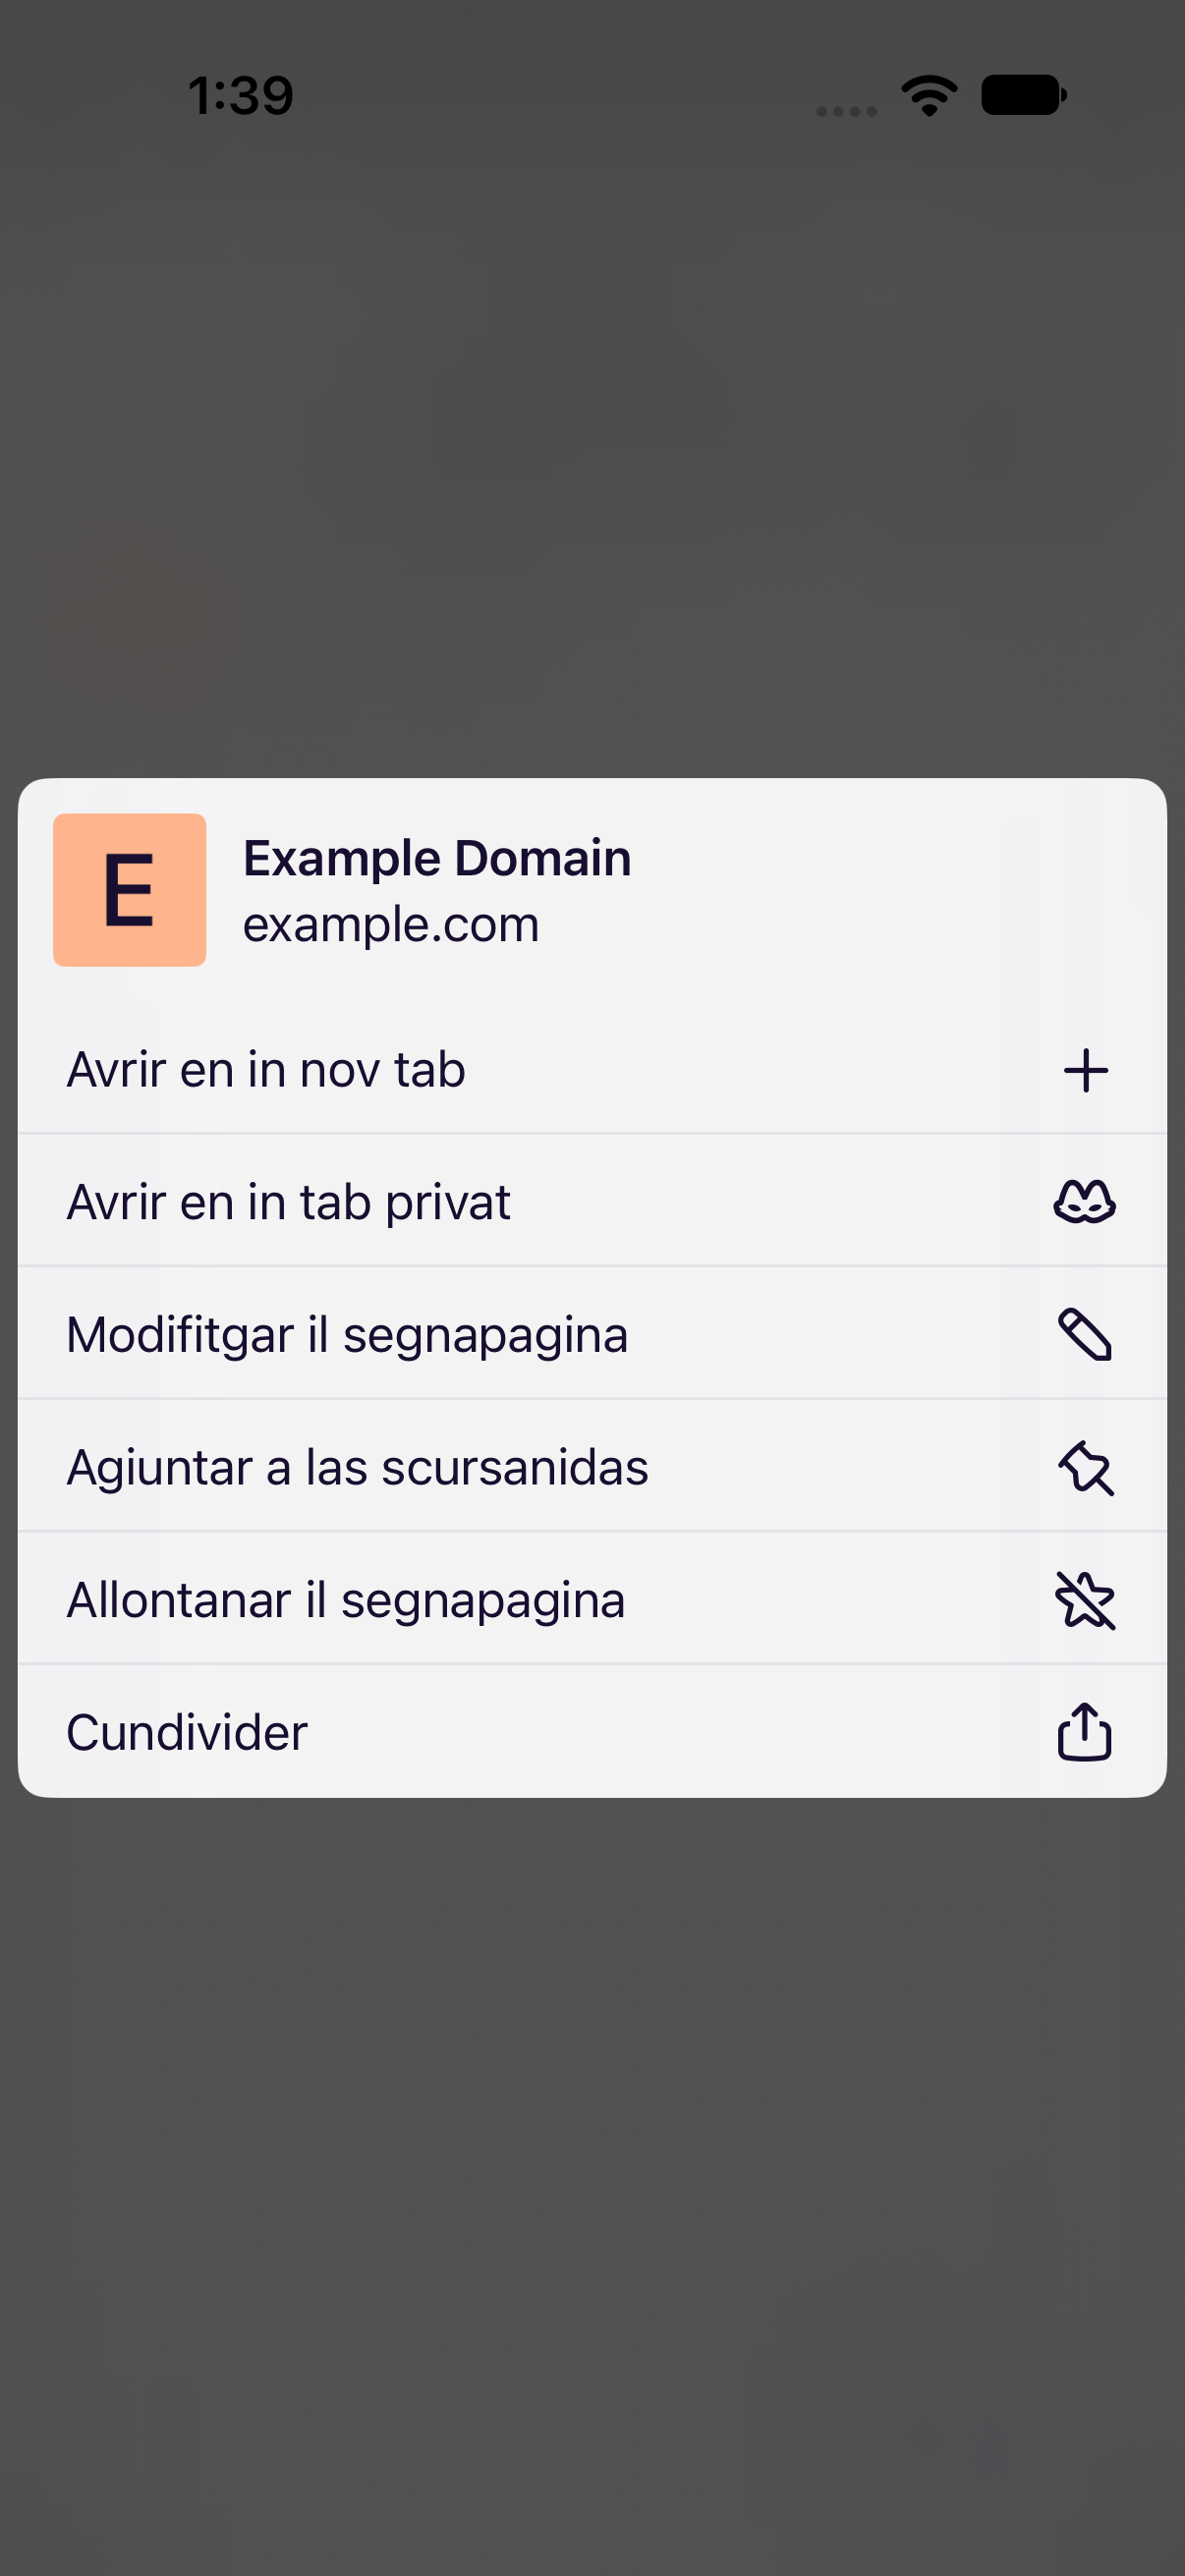 1:39
E
Example Domain
example.com
Avrir en in nov tab
Avrir en in tab privat
Modifitgar il segnapagina
Agiuntar a las scursanidas
Allontanar il segnapagina
Cundivider